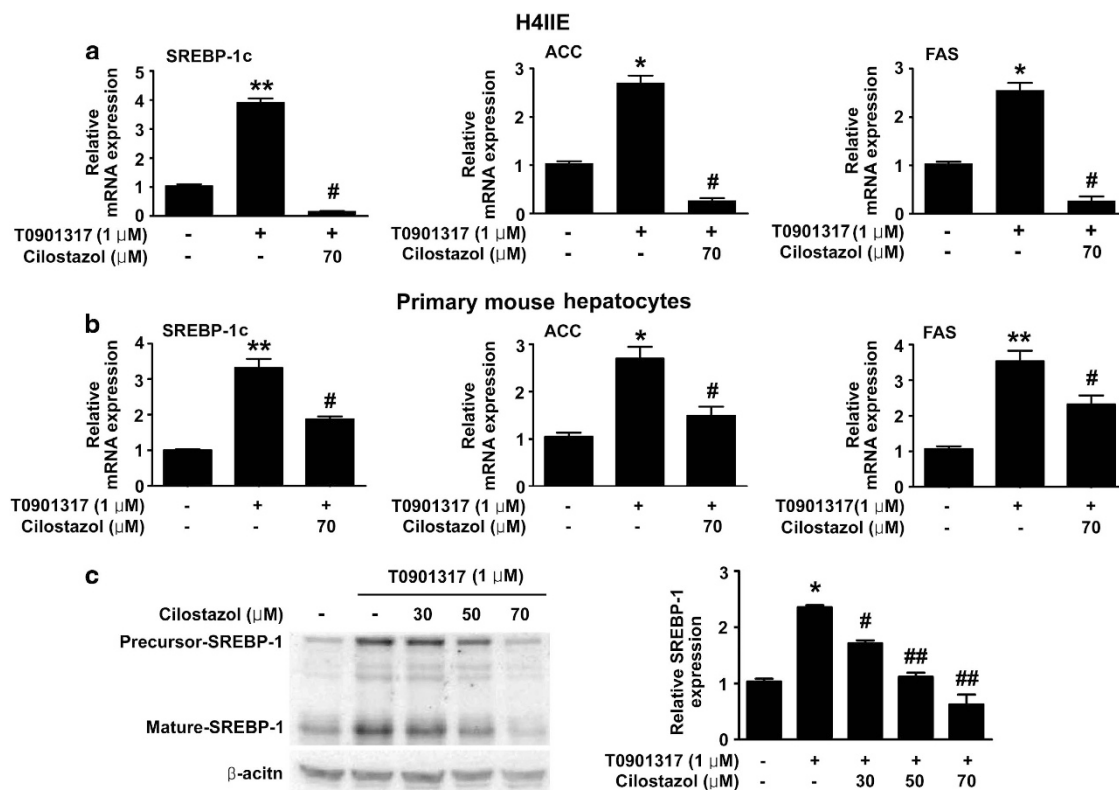 H4IIE
a
SREBP-1c
Relative
mRNA expression
5
4
3
2
1
0
**
#
T0901317 (1 μM) - + +
Cilostazol (μM) - - 70
ACC
Relative
mRNA expression
3
2
1
0
*
#
T0901317 (1 μM) - + +
Cilostazol (μM) - - 70
FAS
Relative
mRNA expression
3
2
1
0
*
#
T0901317 (1 μM) - + +
Cilostazol (μM) - - 70
Primary mouse hepatocytes
b
SREBP-1c
Relative
mRNA expression
4
3
2
1
0
**
#
T0901317 (1 μM) - + +
Cilostazol (μM) - - 70
ACC
Relative
mRNA expression
3
2
1
0
*
#
T0901317 (1 μM) - + +
Cilostazol (μM) - - 70
FAS
Relative
mRNA expression
4
3
2
1
0
**
#
T0901317(1 μM) - + +
Cilostazol (μM) - - 70
c
T0901317 (1 μM)
Cilostazol (μM) - - 30 50 70
Precursor-SREBP-1
Mature-SREBP-1
β-acitn
Relative SREBP-1
expression
3
2
1
0
*
#
##
##
T0901317 (1 μM) - + + + +
Cilostazol (μM) - - 30 50 70